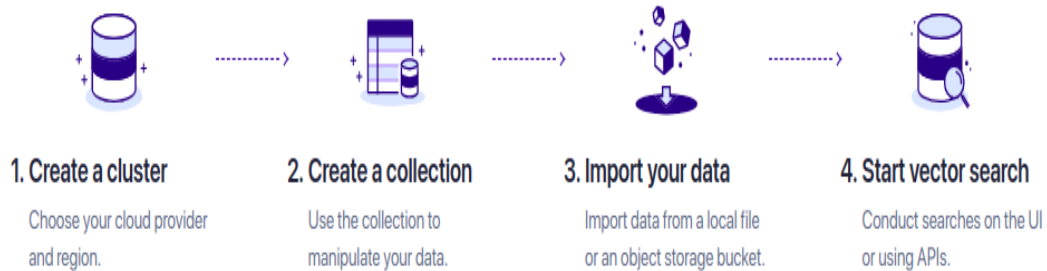 1. Create a cluster
Choose your cloud provider
and region.
2. Create a collection
Use the collection to
manipulate your data.
3. Import your data
Import data from a local file
or an object storage bucket.
4. Start vector search
Conduct searches on the UI
or using APIs.